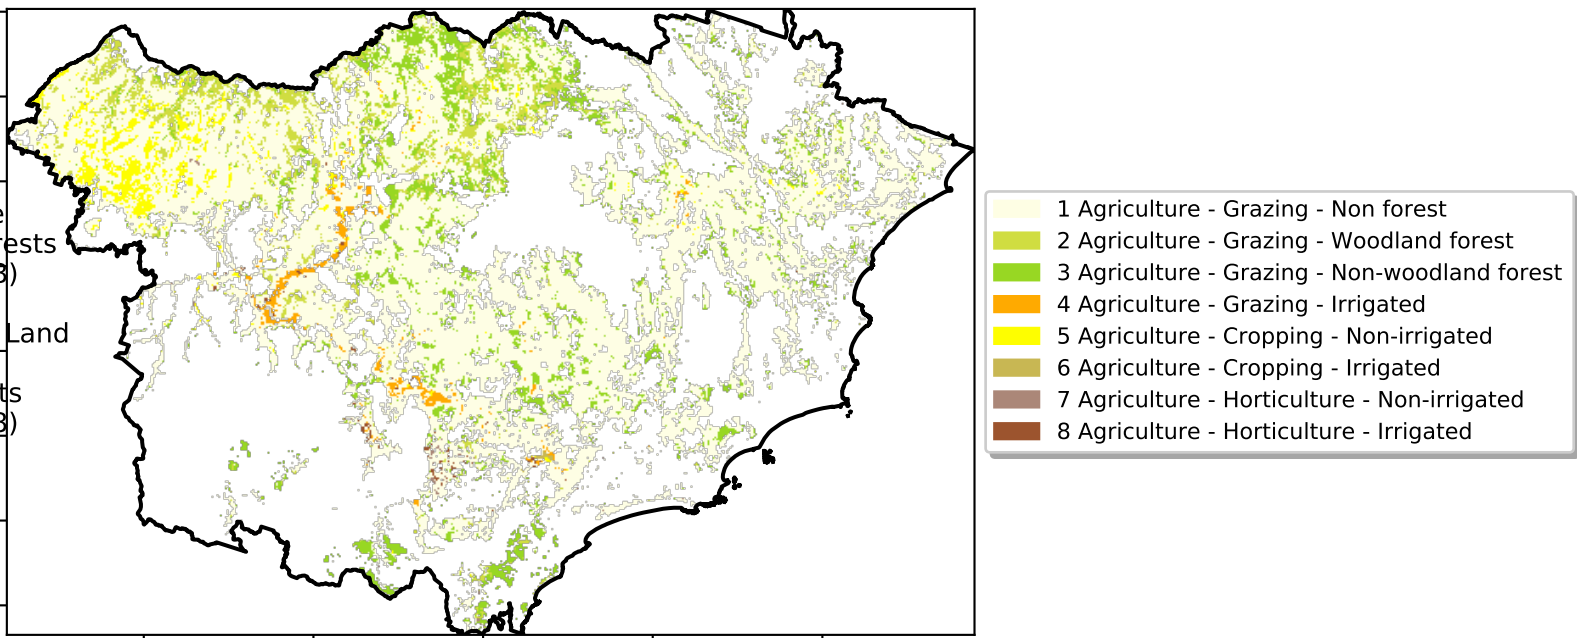 rests
3)
Land
ts
3)
1 Agriculture - Grazing - Non forest
2 Agriculture - Grazing - Woodland forest
3 Agriculture - Grazing - Non-woodland forest
4 Agriculture - Grazing - Irrigated
5 Agriculture - Cropping - Non-irrigated
6 Agriculture - Cropping - Irrigated
7 Agriculture - Horticulture - Non-irrigated
8 Agriculture - Horticulture - Irrigated